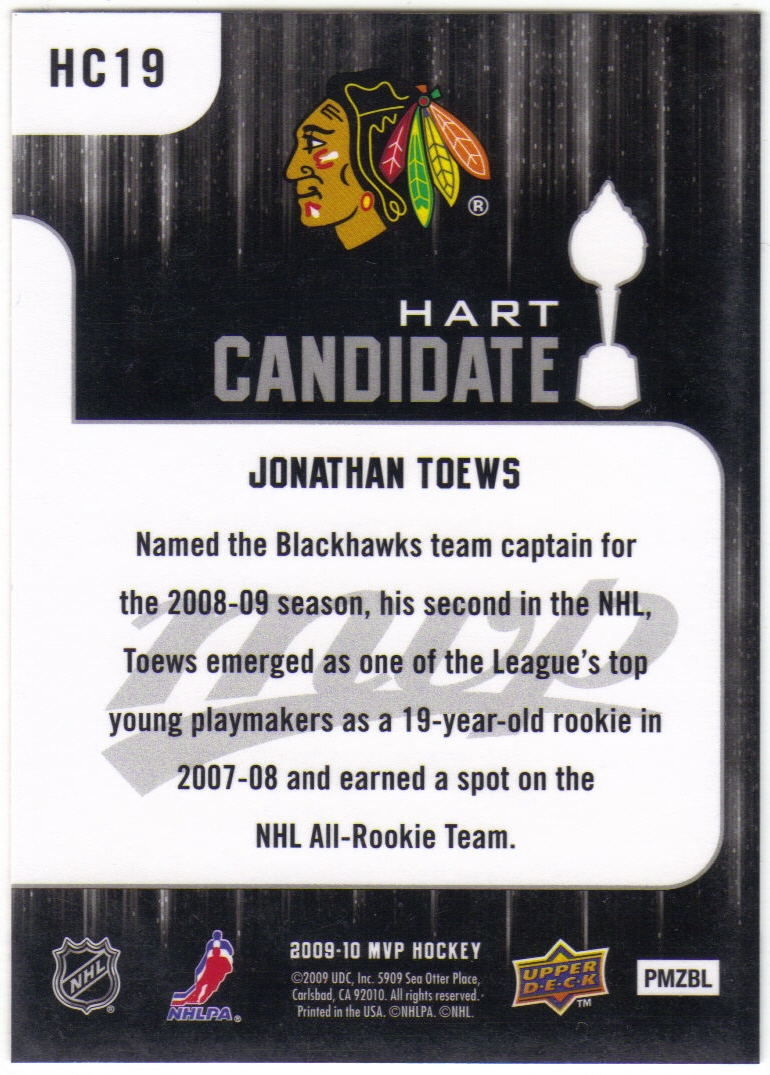 HC19
®
HART
CANDIDATE
JONATHAN TOEWS
mvp
Named the Blackhawks team captain for
the 2008-09 season, his second in the NHL,
Toews emerged as one of the League's top
young playmakers as a 19-year-old rookie in
2007-08 and earned a spot on the
NHL All-Rookie Team.
NHL ®
NHLPA ®
2009-10 MVP HOCKEY
©2009 UDC, Inc. 5909 Sea Otter Place,
Carlsbad, CA 92010. All rights reserved.
Printed in the USA. ©NHLPA. ©NHL.
UPPER
D·E·C·K
TM
PMZBL